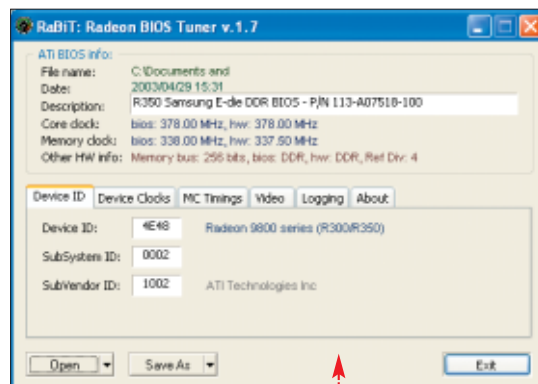 RaBiT: Radeon BIOS Tuner v.1.7
ATI BIOS info:
File name: C:\Documents and
Date: 2003/04/29 15:31
Description: R350 Samsung E-die DDR BIOS - P/N 113-A07518-100
Core clock: bios: 378.00 MHz, hw: 378.00 MHz
Memory clock: bios: 338.00 MHz, hw: 337.50 MHz
Other HW info: Memory bus: 256 bits, bios: DDR, hw: DDR, Ref Div: 4
Device ID Device Clocks MC Timings Video Logging About
Device ID: 4E48 Radeon 9800 series (R300/R350)
SubSystem ID: 0002
SubVendor ID: 1002 ATI Technologies Inc
Open Save As Exit